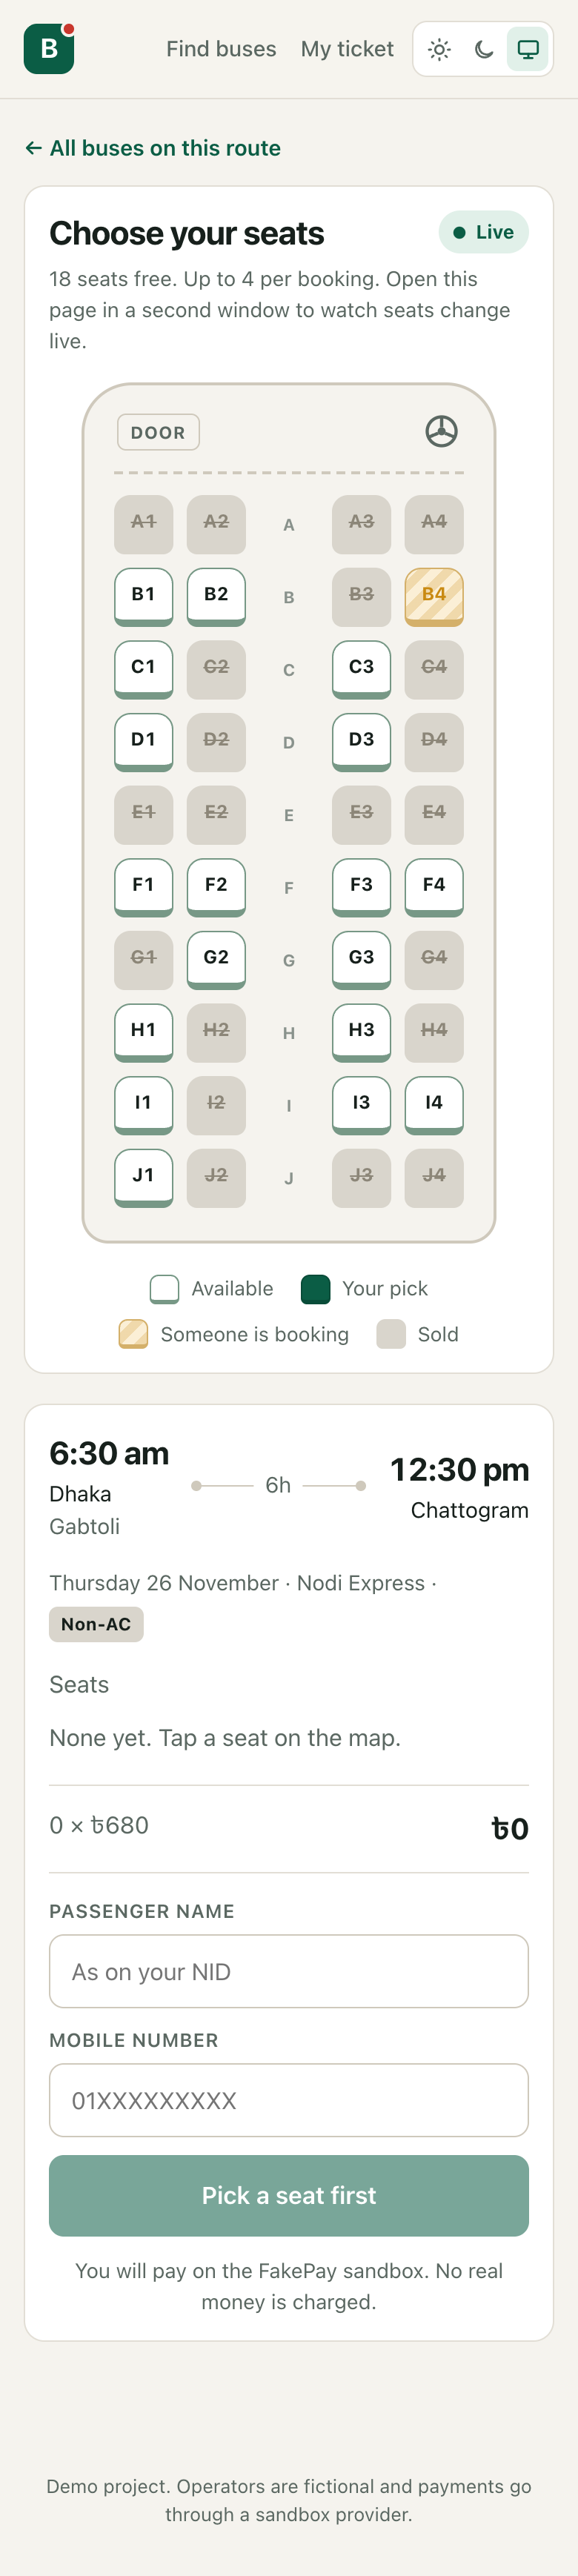 B
Find buses
My ticket
← All buses on this route
Choose your seats
Live
18 seats free. Up to 4 per booking. Open this
page in a second window to watch seats change
live.
DOOR
A1 A2 A A3 A4
B1 B2 B B3 B4
C1 C2 C C3 C4
D1 D2 D D3 D4
E1 E2 E E3 E4
F1 F2 F F3 F4
G1 G2 G G3 G4
H1 H2 H H3 H4
I1 I2 I I3 I4
J1 J2 J J3 J4
Available
Your pick
Someone is booking
Sold
6:30 am
Dhaka
Gabtoli
6h
12:30 pm
Chattogram
Thursday 26 November · Nodi Express ·
Non-AC
Seats
None yet. Tap a seat on the map.
0 × ৳680
৳0
PASSENGER NAME
As on your NID
MOBILE NUMBER
01XXXXXXXXX
Pick a seat first
You will pay on the FakePay sandbox. No real
money is charged.
Demo project. Operators are fictional and payments go
through a sandbox provider.